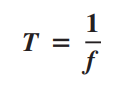 T = 1/f